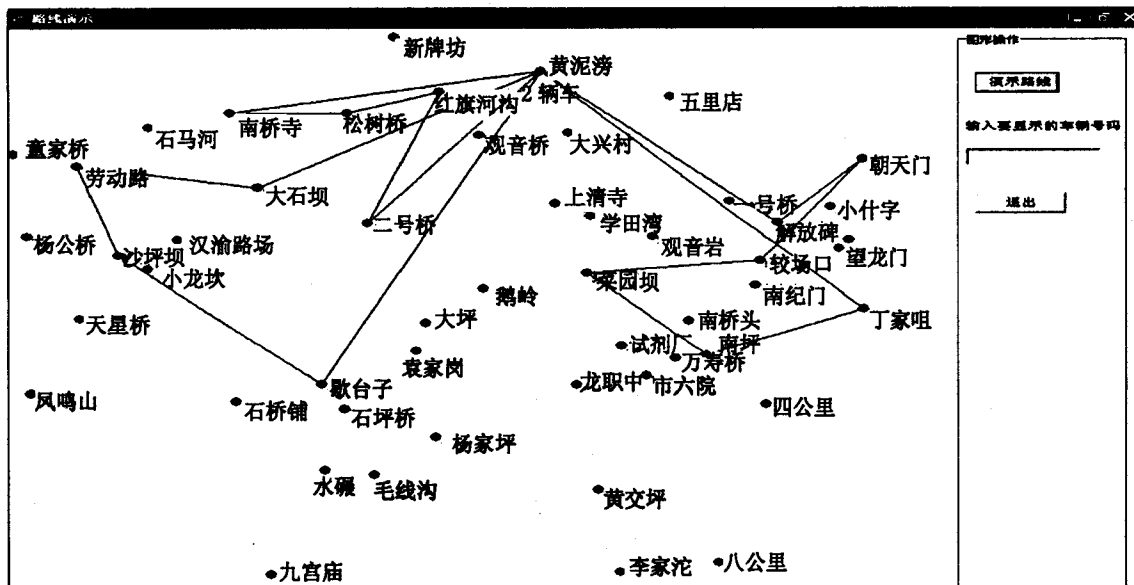 路线演示
图形操作
新牌坊
黄泥滂
演示路线
红旗河沟
2 辆车
五里店
南桥寺
松树桥
输入要显示的车辆号码
石马河
观音桥
大兴村
童家桥
朝天门
劳动路
大石坝
上清寺
一号桥
小什字
退出
二号桥
学田湾
解放碑
杨公桥
汉渝路场
观音岩
望龙门
沙坪坝
较场口
小龙坎
菜园坝
鹅岭
南纪门
天星桥
大坪
南桥头
丁家咀
试剂厂
南坪
袁家岗
万寿桥
歇台子
龙职中
市六院
风鸣山
石桥铺
石坪桥
四公里
杨家坪
水碾
毛线沟
黄交坪
九宫庙
李家沱
八公里